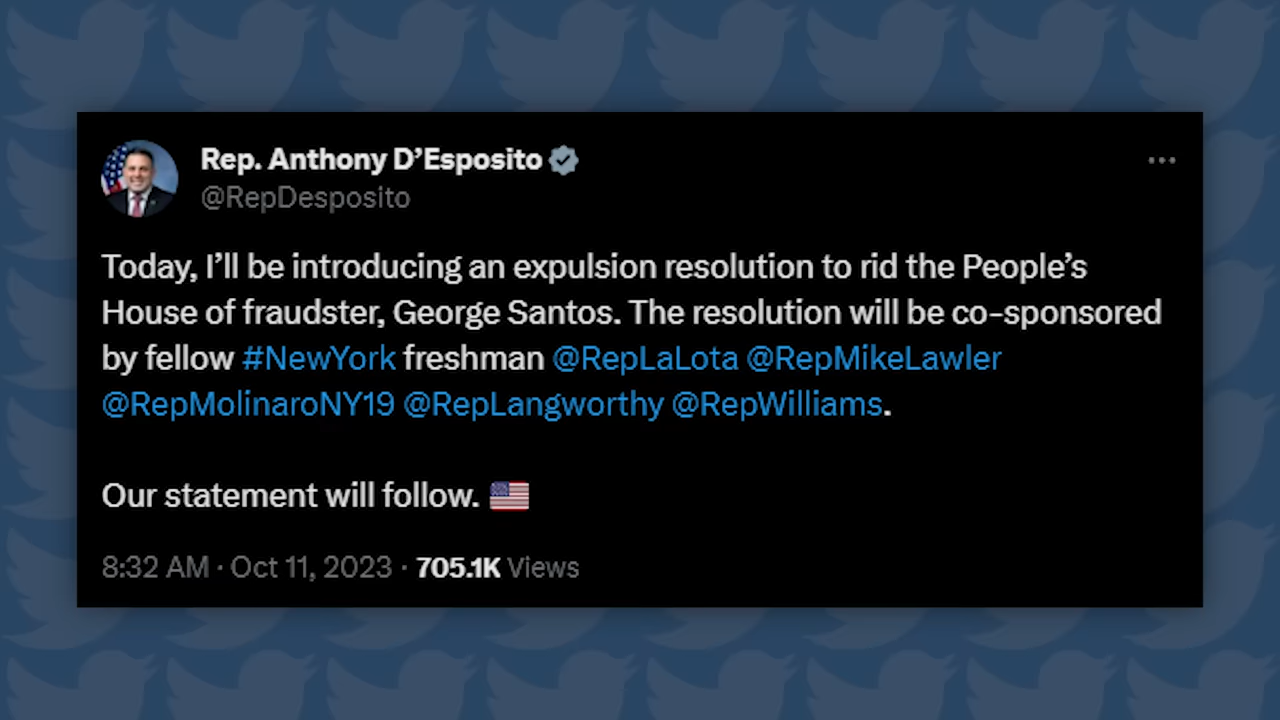 Rep. Anthony D’Esposito
@RepDesposito
Today, I’ll be introducing an expulsion resolution to rid the People’s
House of fraudster, George Santos. The resolution will be co-sponsored
by fellow #NewYork freshman @RepLaLota @RepMikeLawler
@RepMolinaroNY19 @RepLangworthy @RepWilliams.
Our statement will follow. 🇺🇸
8:32 AM · Oct 11, 2023 · 705.1K Views